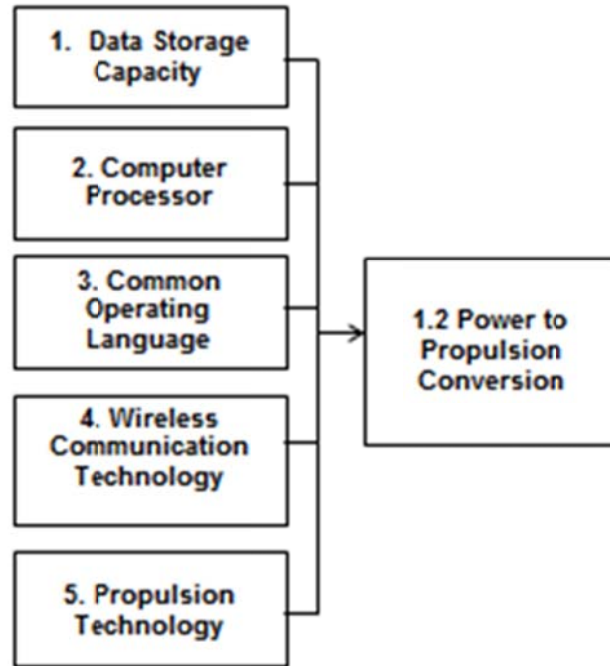 1. Data Storage
Capacity
2. Computer
Processor
3. Common
Operating
Language
4. Wireless
Communication
Technology
5. Propulsion
Technology
1.2 Power to
Propulsion
Conversion